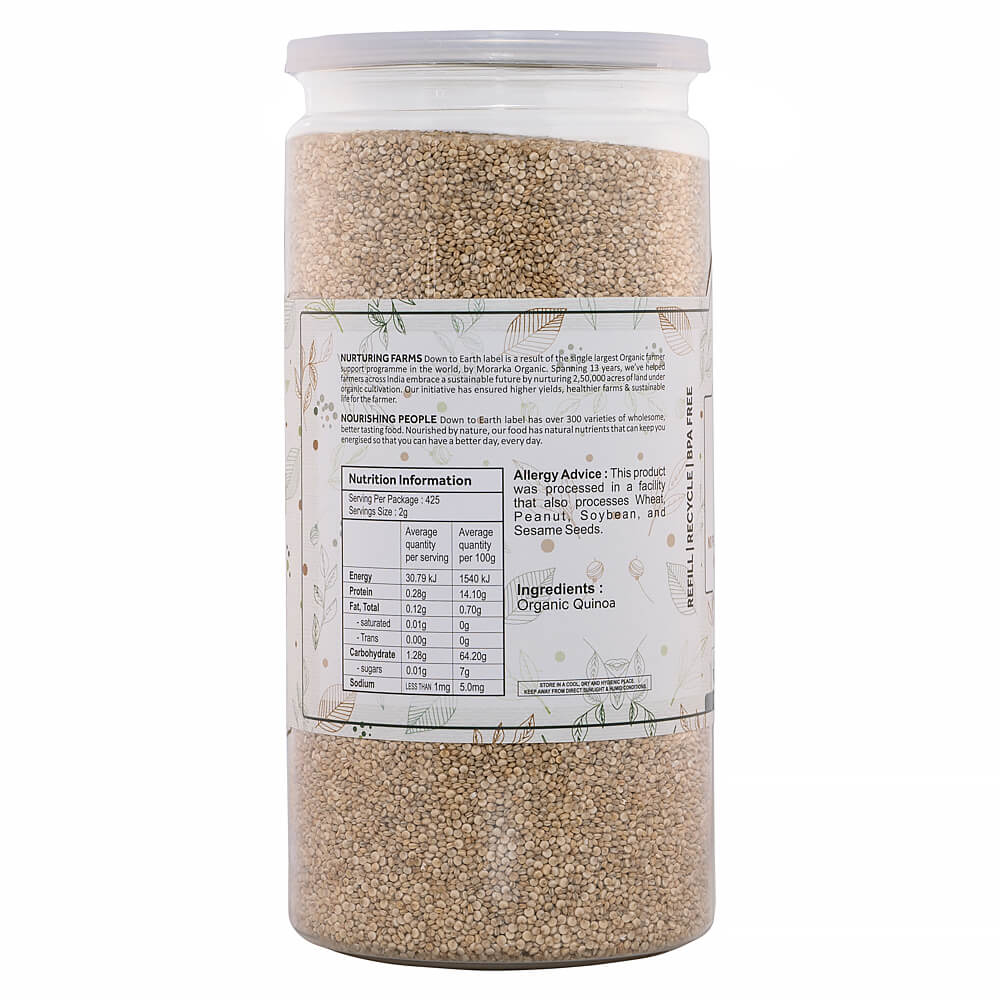 NURTURING FARMS Down to Earth label is a result of the single largest Organic farmer
support programme in the world, by Morarka Organic. Spanning 13 years, we've helped
farmers across India embrace a sustainable future by nurturing 2,50,000 acres of land under
organic cultivation. Our initiative has ensured higher yields, healthier farms & sustainable
life for the farmer.
NOURISHING PEOPLE Down to Earth label has over 300 varieties of wholesome,
better tasting food. Nourished by nature, our food has natural nutrients that can keep you
energised so that you can have a better day, every day.
Nutrition Information
Serving Per Package : 425
Servings Size : 2g
Average quantity per serving Average quantity per 100g
Energy 30.79 kJ 1540 kJ
Protein 0.28g 14.10g
Fat, Total 0.12g 0.70g
- saturated 0.01g 0g
- Trans 0.00g 0g
Carbohydrate 1.28g 64.20g
- sugars 0.01g 7g
Sodium LESS THAN 1mg 5.0mg
Allergy Advice : This product
was processed in a facility
that also processes Wheat,
Peanut, Soybean, and
Sesame Seeds.
Ingredients :
Organic Quinoa
STORE IN A COOL, DRY AND HYGIENIC PLACE.
KEEP AWAY FROM DIRECT SUNLIGHT & HUMID CONDITIONS.
REFILL | RECYCLE | BPA FREE